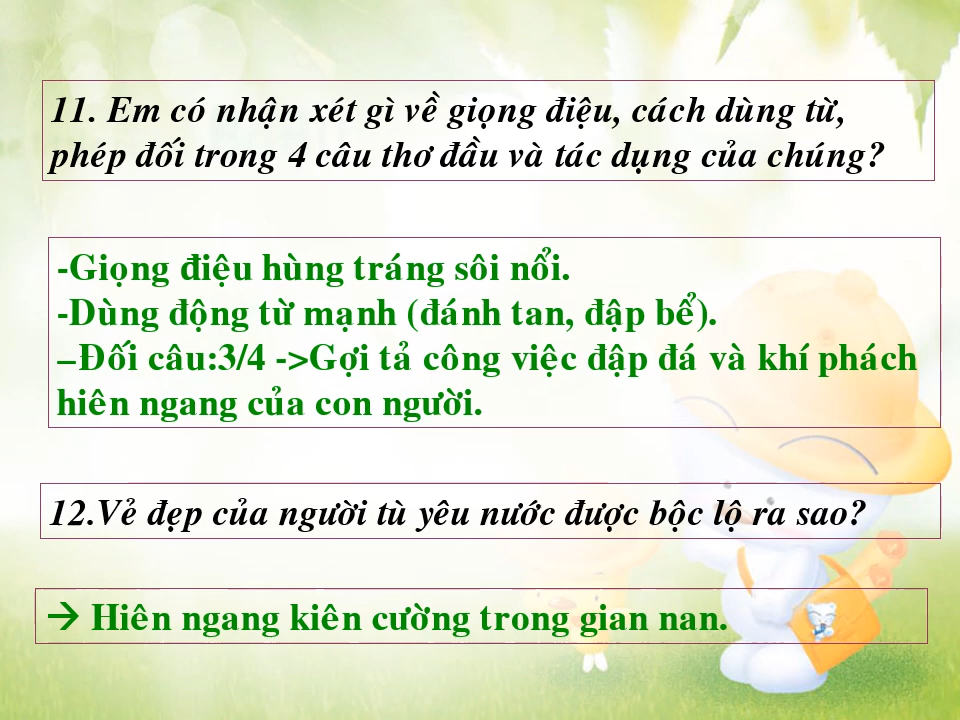 11. Em có nhận xét gì về giọng điệu, cách dùng từ,
phép đối trong 4 câu thơ đầu và tác dụng của chúng?
-Giọng điệu hùng tráng sôi nổi.
-Dùng động từ mạnh (đánh tan, đập bể).
–Đối câu:3/4 ->Gợi tả công việc đập đá và khí phách
hiên ngang của con người.
12.Vẻ đẹp của người tù yêu nước được bộc lộ ra sao?
→ Hiên ngang kiên cường trong gian nan.